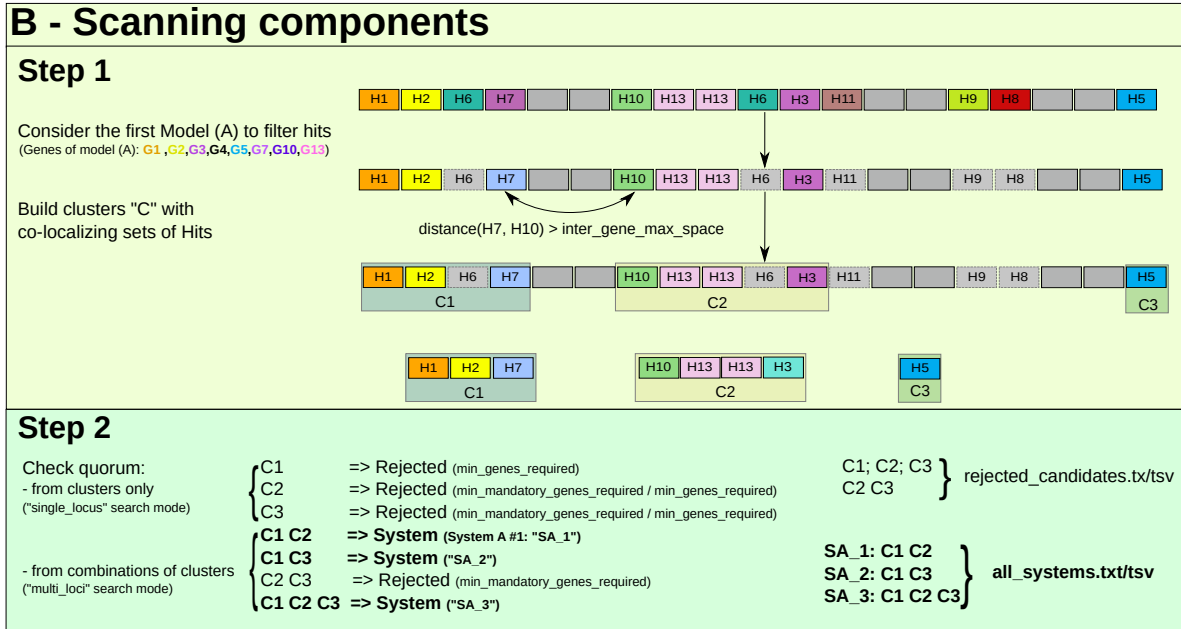 B - Scanning components
Step 1
H1 H2 H6 H7 H10 H13 H13 H6 H3 H11 H9 H8 H5
Consider the first Model (A) to filter hits
(Genes of model (A): G1 ,G2,G3,G4,G5,G7,G10,G13)
H1 H2 H6 H7 H10 H13 H13 H6 H3 H11 H9 H8 H5
Build clusters "C" with
co-localizing sets of Hits
distance(H7, H10) > inter_gene_max_space
H1 H2 H6 H7 H10 H13 H13 H6 H3 H11 H9 H8 H5
C1 C2 C3
H1 H2 H7 H10 H13 H13 H3 H5
C1 C2 C3
Step 2
Check quorum:
- from clusters only
("single_locus" search mode)
C1 => Rejected (min_genes_required)
C2 => Rejected (min_mandatory_genes_required / min_genes_required)
C3 => Rejected (min_mandatory_genes_required / min_genes_required)
C1; C2; C3
C2 C3
rejected_candidates.tx/tsv
- from combinations of clusters
("multi_loci" search mode)
C1 C2 => System (System A #1: "SA_1")
C1 C3 => System ("SA_2")
C2 C3 => Rejected (min_mandatory_genes_required)
C1 C2 C3 => System ("SA_3")
SA_1: C1 C2
SA_2: C1 C3
SA_3: C1 C2 C3
all_systems.txt/tsv